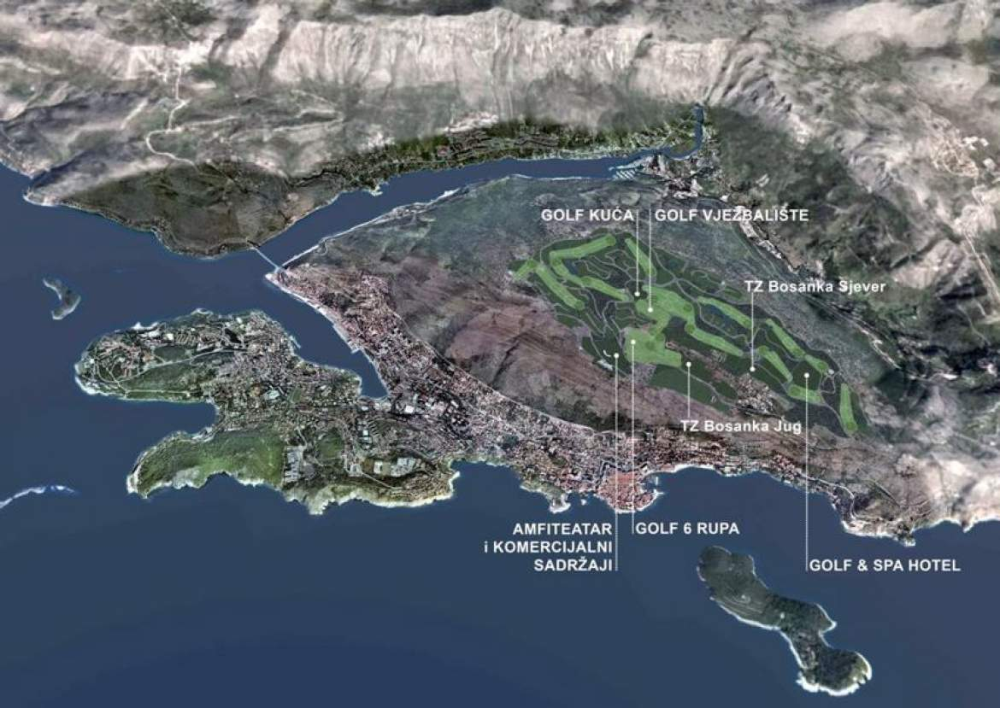 GOLF KUĆA
GOLF VJEŽBALIŠTE
TZ Bosanka Sjever
TZ Bosanka Jug
AMFITEATAR
i KOMERCIJALNI
SADRŽAJI
GOLF 6 RUPA
GOLF & SPA HOTEL